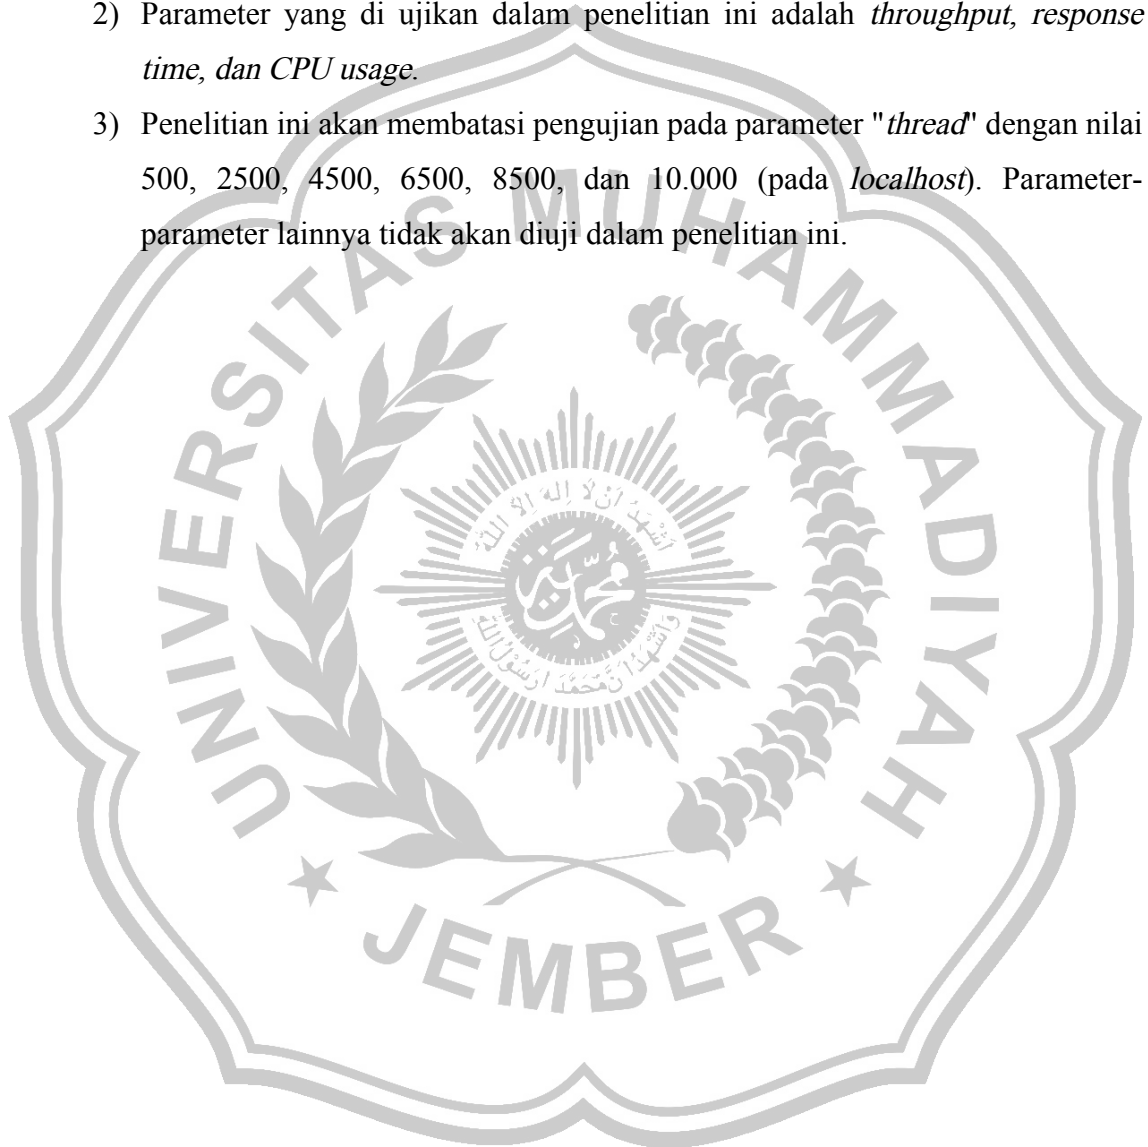 2) Parameter yang di ujikan dalam penelitian ini adalah throughput, response
time, dan CPU usage.
3) Penelitian ini akan membatasi pengujian pada parameter "thread" dengan nilai
500, 2500, 4500, 6500, 8500, dan 10.000 (pada localhost). Parameter-
parameter lainnya tidak akan diuji dalam penelitian ini.
UNIVERSITAS MUHAMMADIYAH
JEMBER